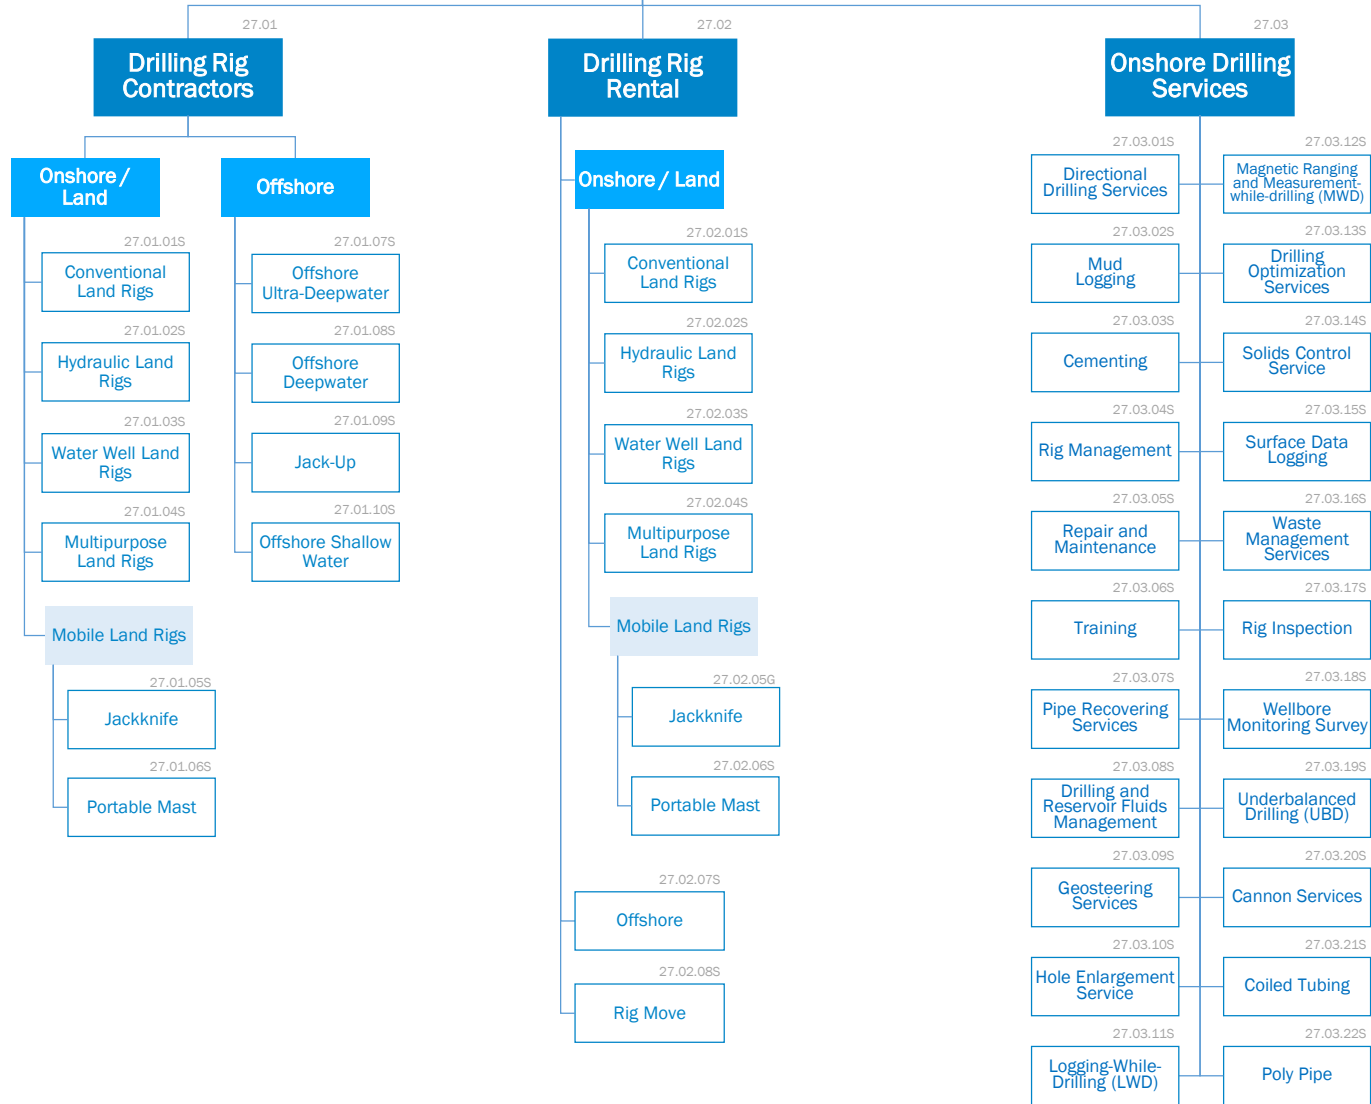 27.01
Drilling Rig
Contractors
Onshore /
Land
27.01.01S
Conventional
Land Rigs
27.01.02S
Hydraulic Land
Rigs
27.01.03S
Water Well Land
Rigs
27.01.04S
Multipurpose
Land Rigs
Mobile Land Rigs
27.01.05S
Jackknife
27.01.06S
Portable Mast
Offshore
27.01.07S
Offshore
Ultra-Deepwater
27.01.08S
Offshore
Deepwater
27.01.09S
Jack-Up
27.01.10S
Offshore Shallow
Water
27.02
Drilling Rig
Rental
Onshore / Land
27.02.01S
Conventional
Land Rigs
27.02.02S
Hydraulic Land
Rigs
27.02.03S
Water Well Land
Rigs
27.02.04S
Multipurpose
Land Rigs
Mobile Land Rigs
27.02.05G
Jackknife
27.02.06S
Portable Mast
27.02.07S
Offshore
27.02.08S
Rig Move
27.03
Onshore Drilling
Services
27.03.01S
Directional
Drilling Services
27.03.02S
Mud
Logging
27.03.03S
Cementing
27.03.04S
Rig Management
27.03.05S
Repair and
Maintenance
27.03.06S
Training
27.03.07S
Pipe Recovering
Services
27.03.08S
Drilling and
Reservoir Fluids
Management
27.03.09S
Geosteering
Services
27.03.10S
Hole Enlargement
Service
27.03.11S
Logging-While-
Drilling (LWD)
27.03.12S
Magnetic Ranging
and Measurement-
while-drilling (MWD)
27.03.13S
Drilling
Optimization
Services
27.03.14S
Solids Control
Service
27.03.15S
Surface Data
Logging
27.03.16S
Waste
Management
Services
27.03.17S
Rig Inspection
27.03.18S
Wellbore
Monitoring Survey
27.03.19S
Underbalanced
Drilling (UBD)
27.03.20S
Cannon Services
27.03.21S
Coiled Tubing
27.03.22S
Poly Pipe